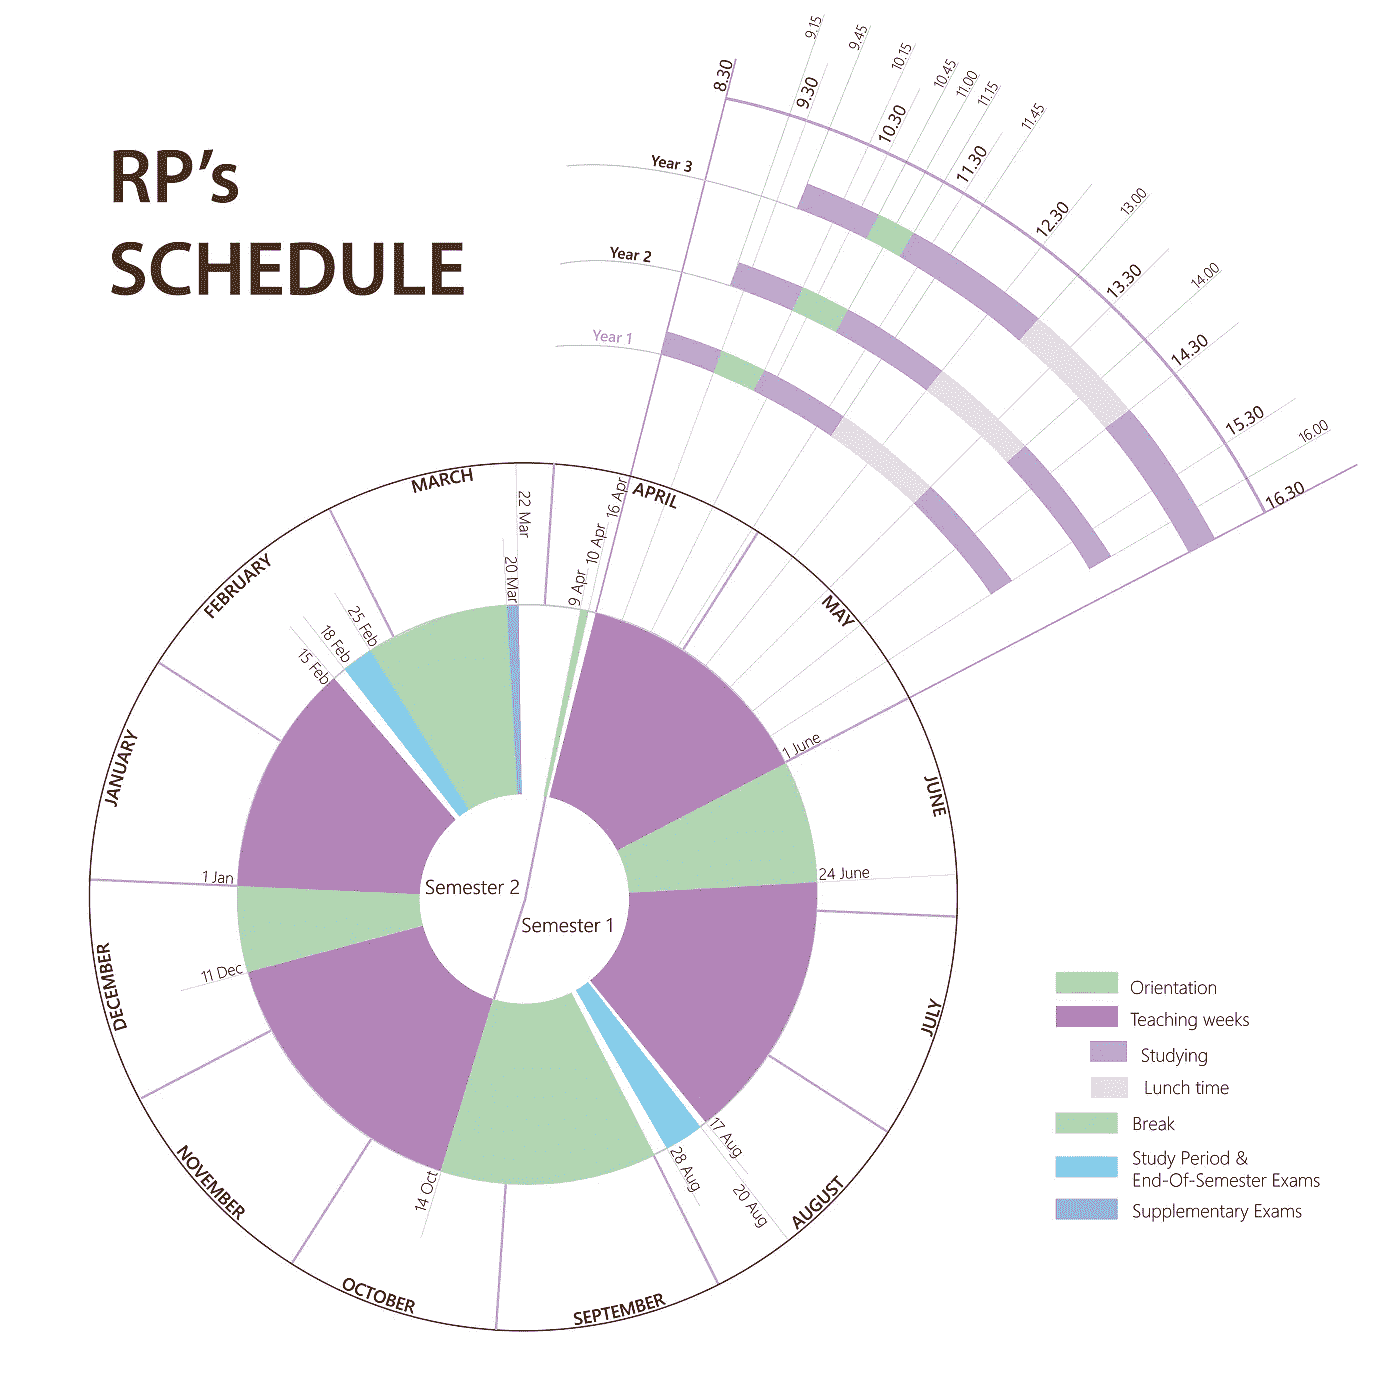 RP's
SCHEDULE
8.30
9.15
9.30
9.45
10.15
10.30
10.45
11.00
11.15
11.30
11.45
12.30
13.00
13.30
14.00
14.30
15.30
16.00
16.30
Year 3
Year 2
Year 1
MARCH
APRIL
MAY
JUNE
JULY
AUGUST
SEPTEMBER
OCTOBER
NOVEMBER
DECEMBER
JANUARY
FEBRUARY
22 Mar
20 Mar
9 Apr
10 Apr
16 Apr
1 June
24 June
17 Aug
20 Aug
28 Aug
14 Oct
11 Dec
1 Jan
15 Feb
18 Feb
25 Feb
Semester 2
Semester 1
Orientation
Teaching weeks
Studying
Lunch time
Break
Study Period &
End-Of-Semester Exams
Supplementary Exams